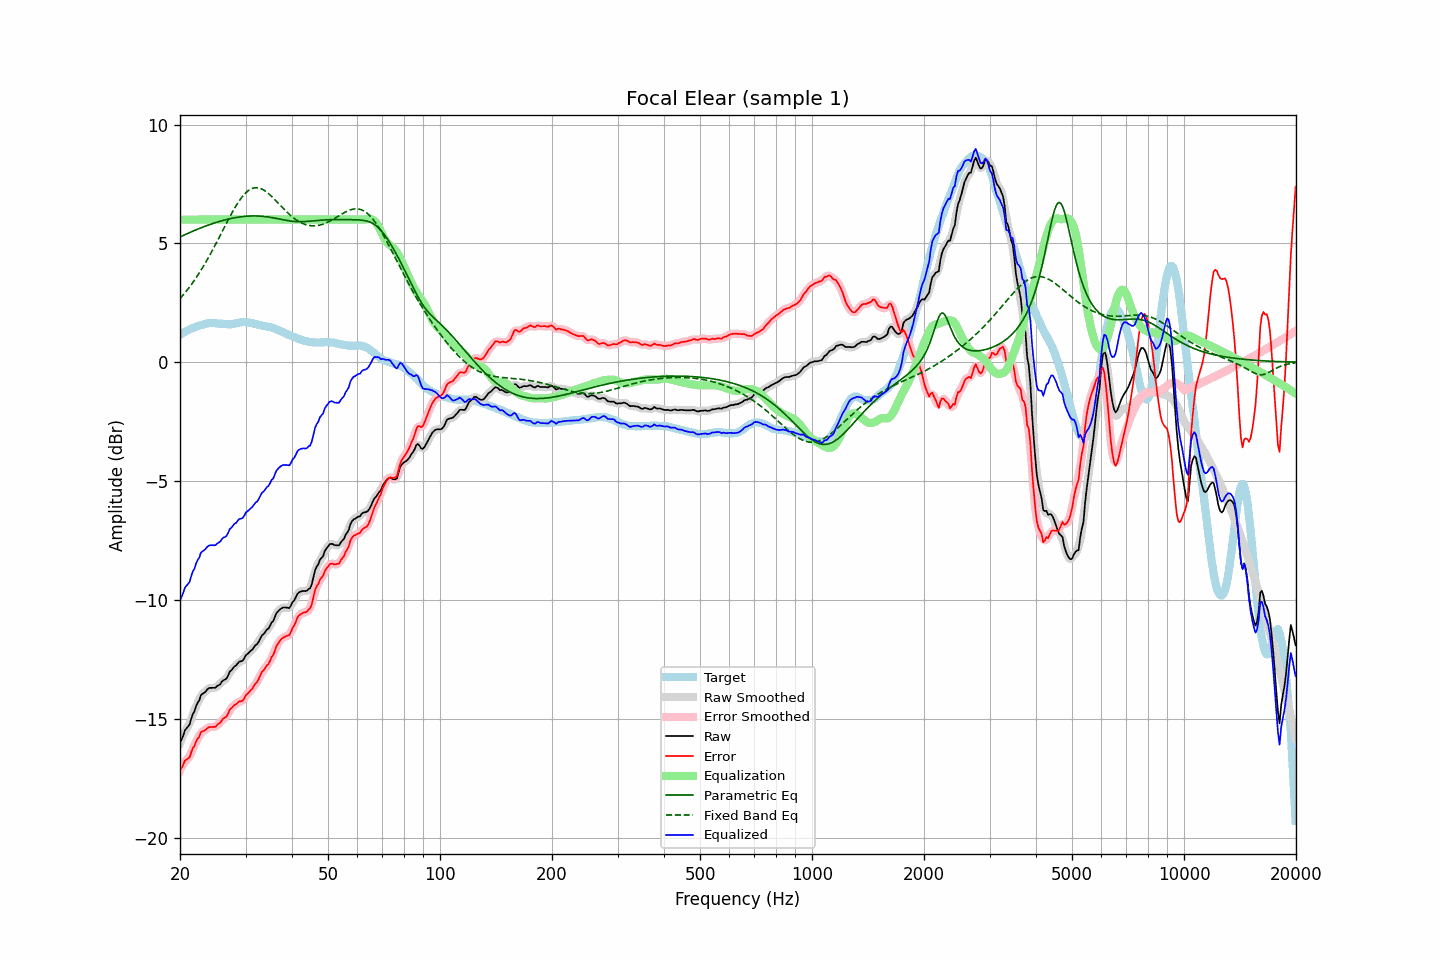 Focal Elear (sample 1)
10
5
0
−5
−10
−15
−20
Amplitude (dBr)
Target
Raw Smoothed
Error Smoothed
Raw
Error
Equalization
Parametric Eq
Fixed Band Eq
Equalized
20 50 100 200 500 1000 2000 5000 10000 20000
Frequency (Hz)